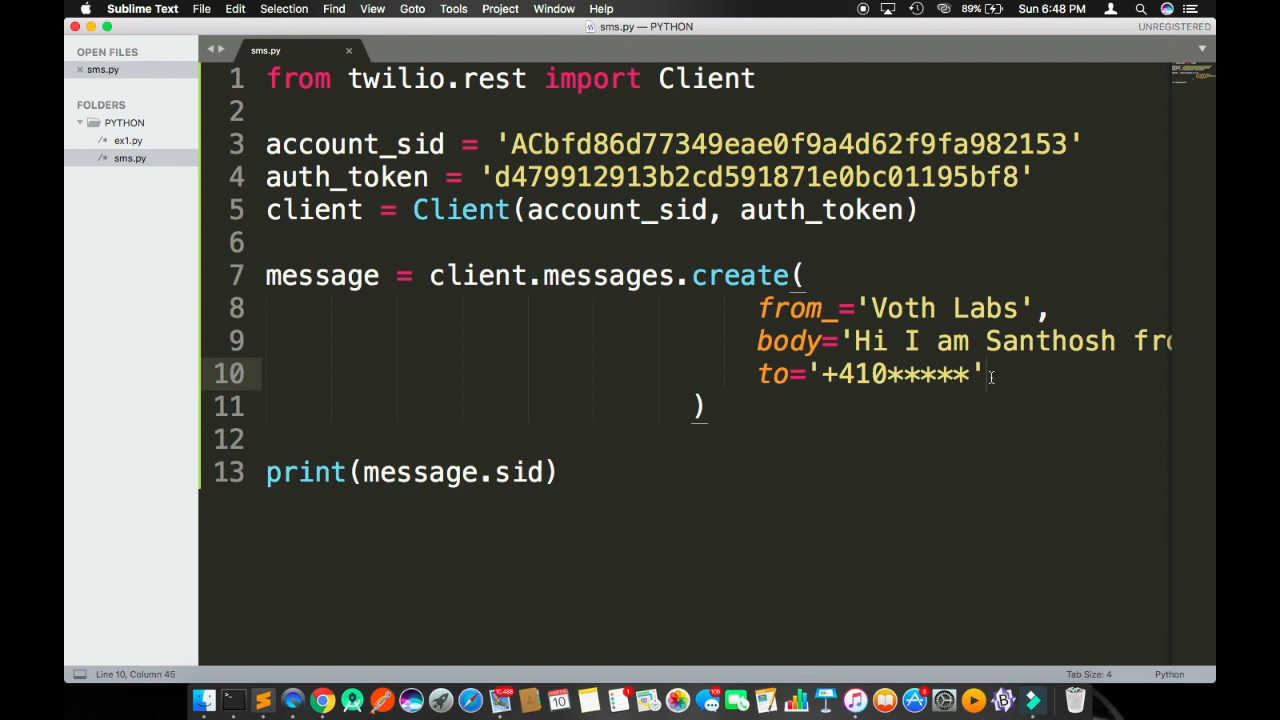 Sublime Text File Edit Selection Find View Goto Tools Project Window Help 89% Sun 6:48 PM
sms.py — PYTHON UNREGISTERED
OPEN FILES
sms.py
FOLDERS
PYTHON
/* ex1.py
/* sms.py
sms.py
1 from twilio.rest import Client
2
3 account_sid = 'ACbfd86d77349eae0f9a4d62f9fa982153'
4 auth_token = 'd479912913b2cd591871e0bc01195bf8'
5 client = Client(account_sid, auth_token)
6
7 message = client.messages.create(
8 from_='Voth Labs',
9 body='Hi I am Santhosh fro
10 to='+410*****'
11 )
12
13 print(message.sid)
Line 10, Column 45 Tab Size: 4 Python